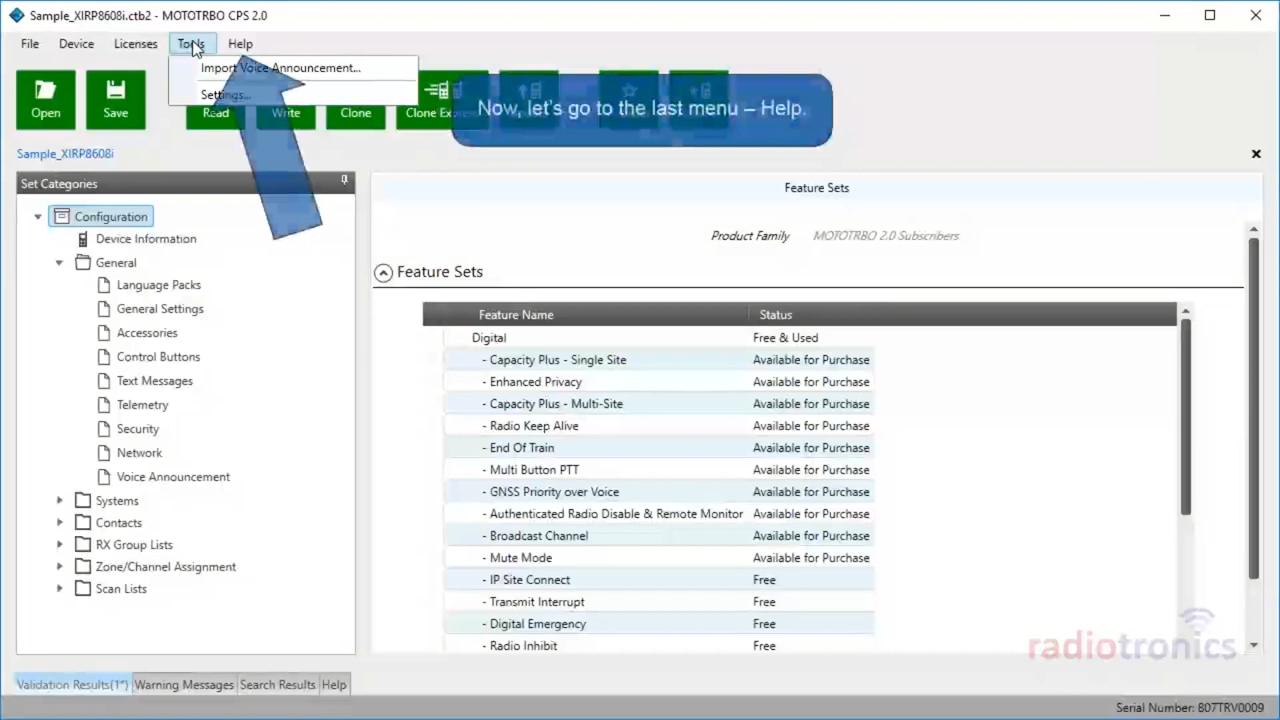 Sample_XIRP8608i.ctb2 - MOTOTRBO CPS 2.0
File Device Licenses Tools Help
Import Voice Announcement...
Settings...
Now, let's go to the last menu – Help.
Open Save Read Write Clone Clone
Sample_XIRP8608i
Set Categories
Configuration
Device Information
General
Language Packs
General Settings
Accessories
Control Buttons
Text Messages
Telemetry
Security
Network
Voice Announcement
Systems
Contacts
RX Group Lists
Zone/Channel Assignment
Scan Lists
Feature Sets
Product Family MOTOTRBO 2.0 Subscribers
Feature Sets
Feature Name Status
Digital Free & Used
- Capacity Plus - Single Site Available for Purchase
- Enhanced Privacy Available for Purchase
- Capacity Plus - Multi-Site Available for Purchase
- Radio Keep Alive Available for Purchase
- End Of Train Available for Purchase
- Multi Button PTT Available for Purchase
- GNSS Priority over Voice Available for Purchase
- Authenticated Radio Disable & Remote Monitor Available for Purchase
- Broadcast Channel Available for Purchase
- Mute Mode Available for Purchase
- IP Site Connect Free
- Transmit Interrupt Free
- Digital Emergency Free
- Radio Inhibit Free
radiotronics
Validation Results(1*) Warning Messages Search Results Help
Serial Number: 807TRV0009